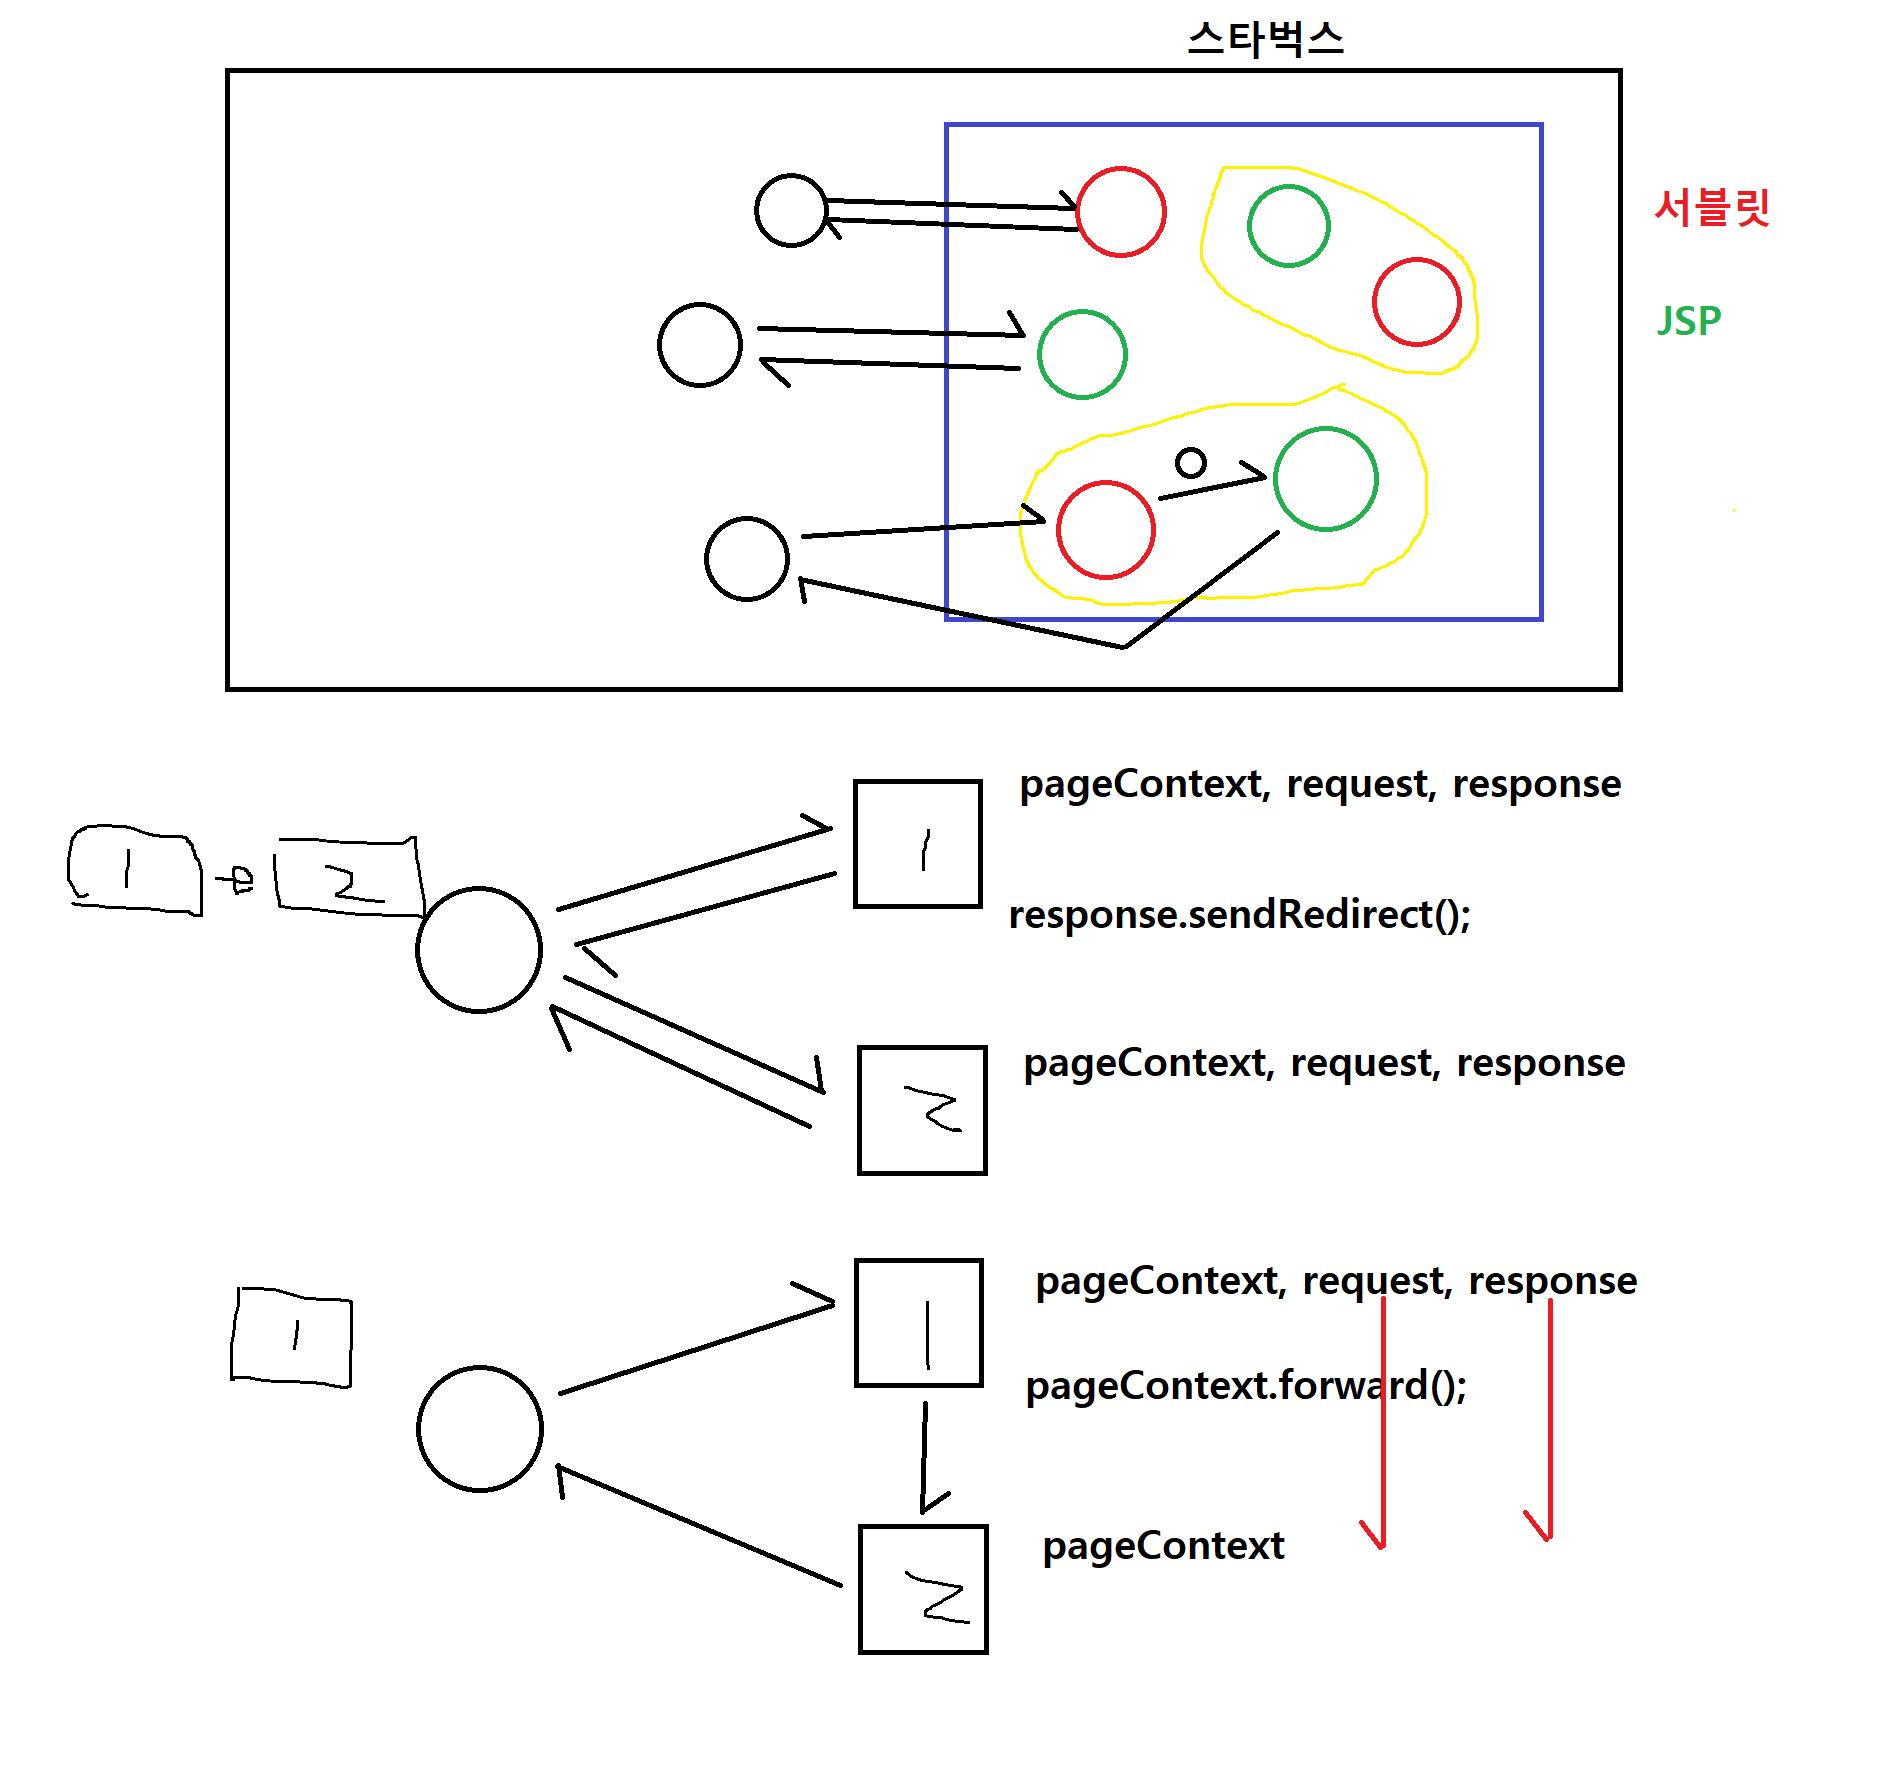 스타벅스
서블릿
JSP
pageContext, request, response
1
1 → 2
response.sendRedirect();
pageContext, request, response
2
pageContext, request, response
1
1
pageContext.forward();
pageContext
2